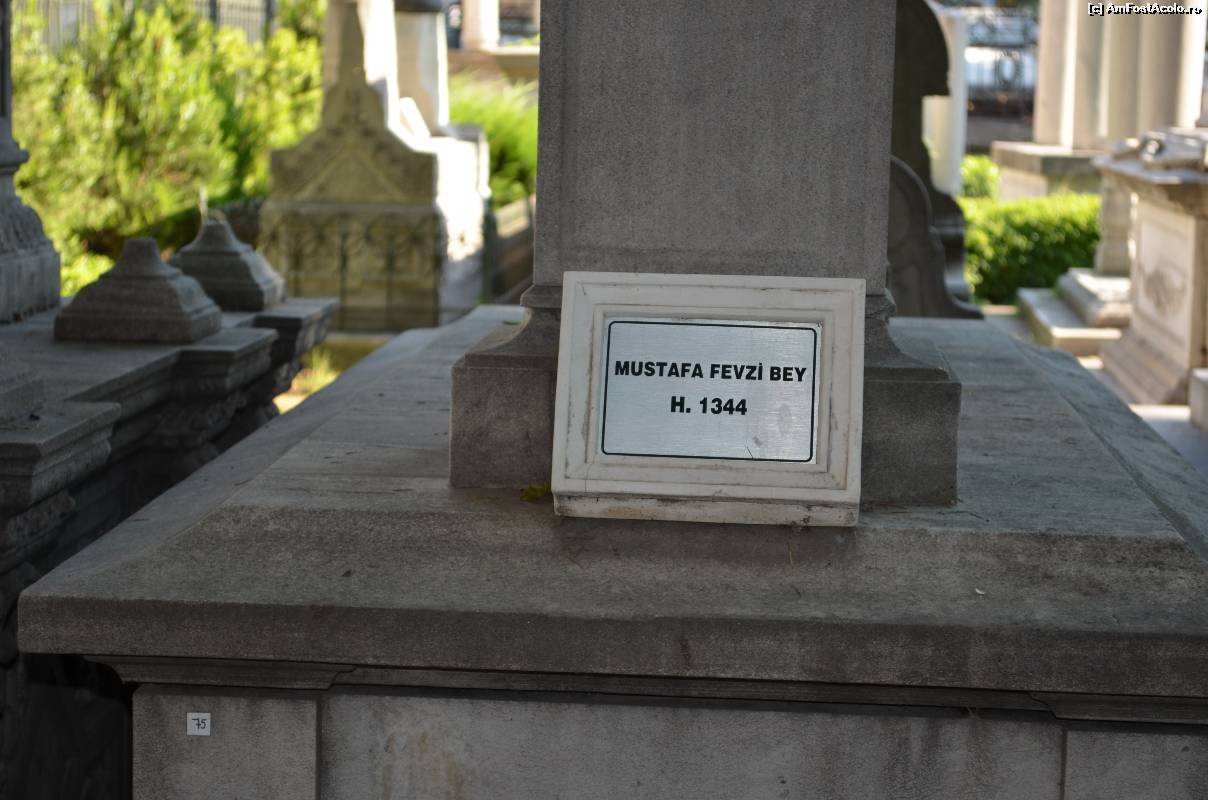 [c] AmFostAcolo.ro
MUSTAFA FEVZİ BEY
H. 1344
75